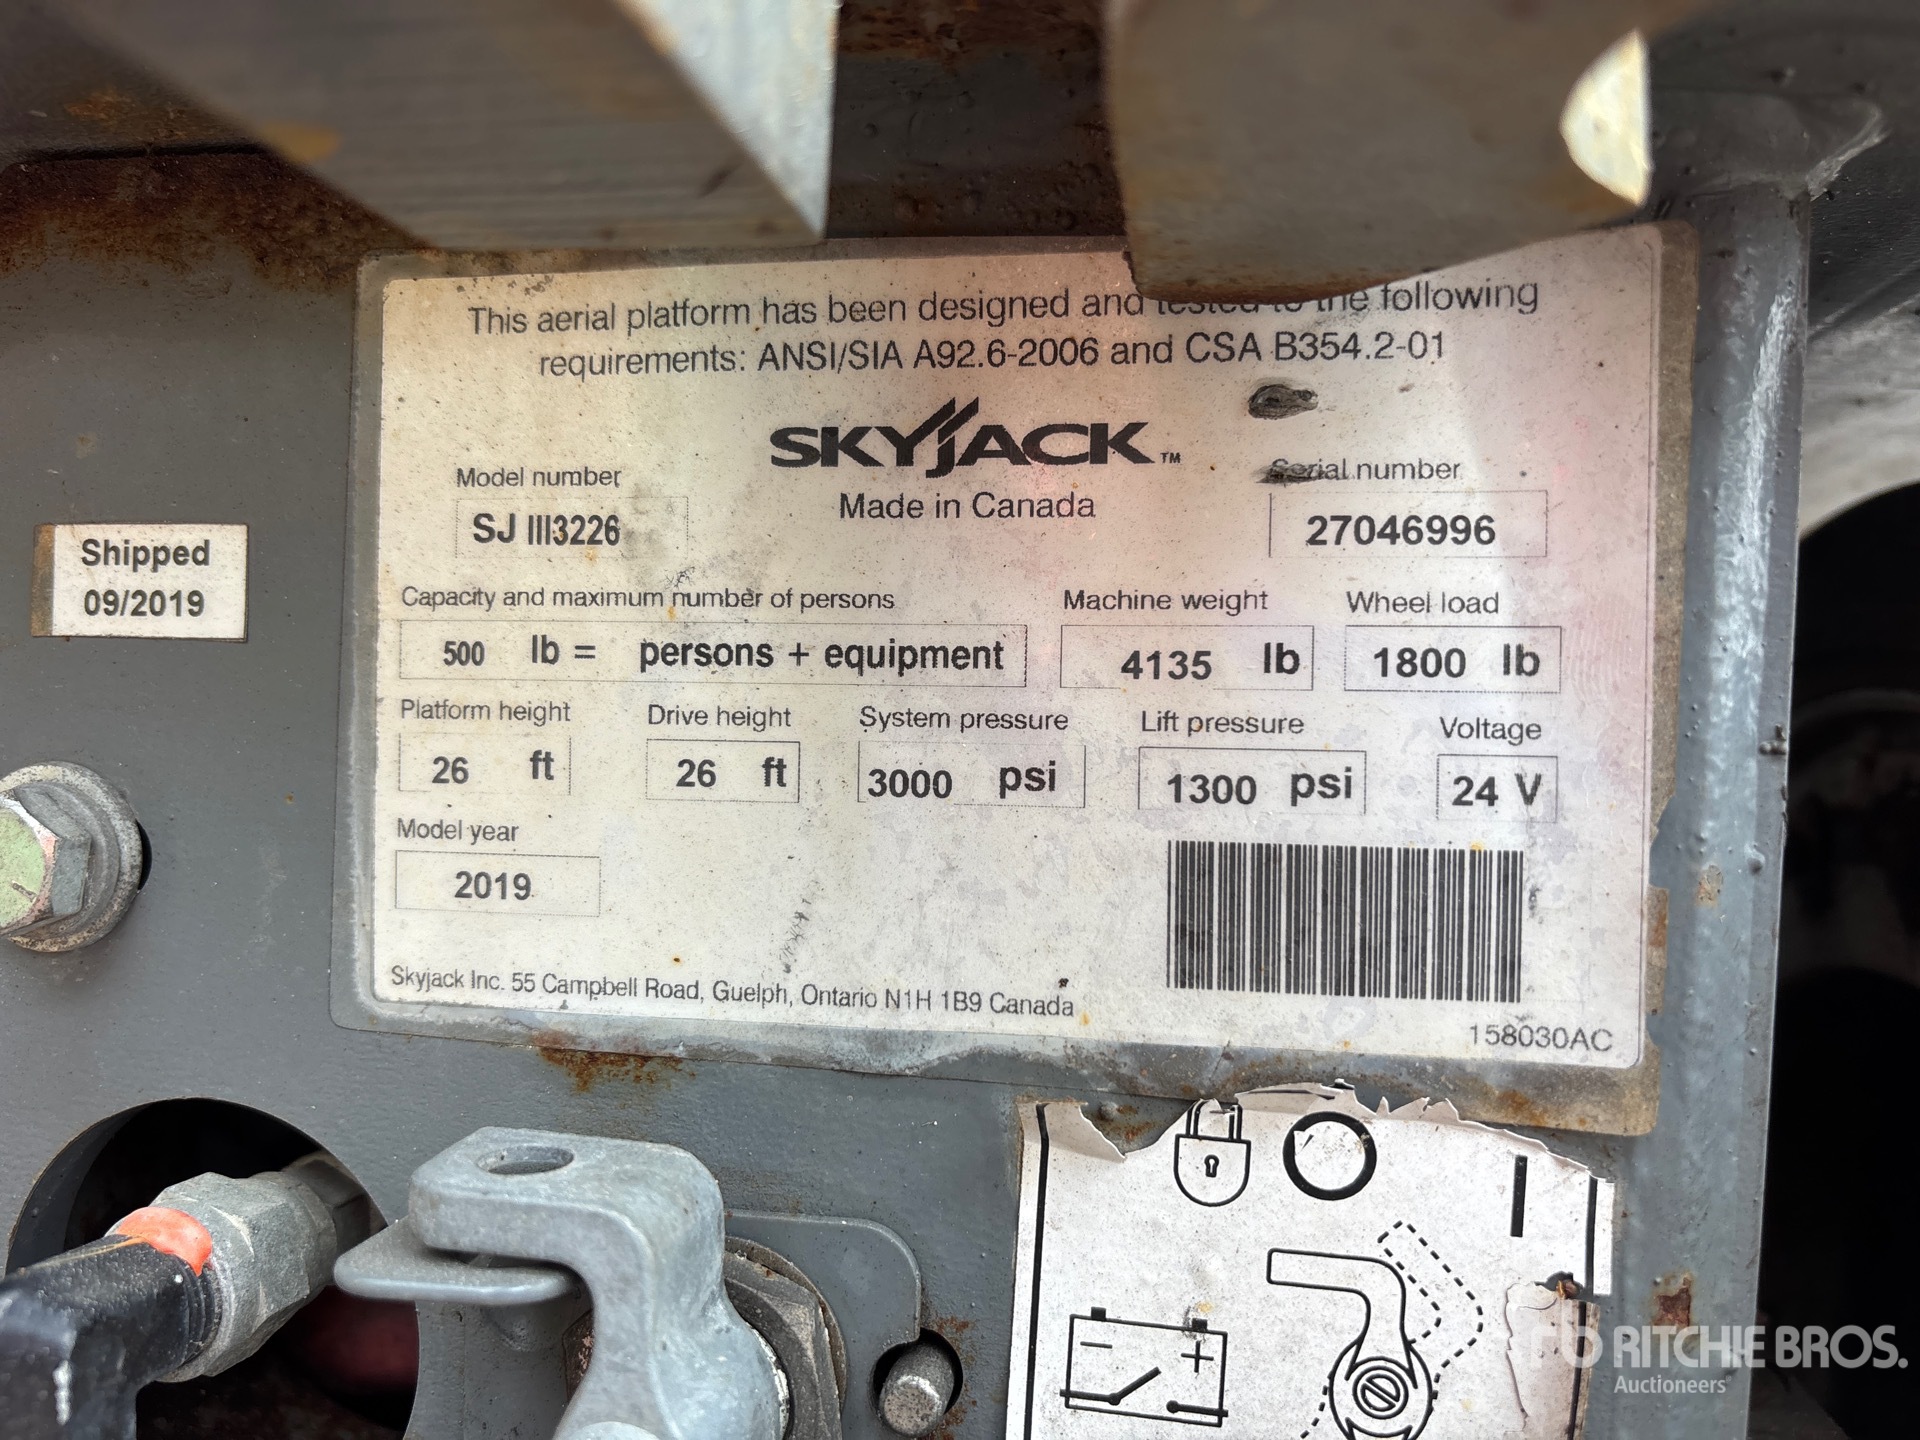 This aerial platform has been designed and tested to the following
requirements: ANSI/SIA A92.6-2006 and CSA B354.2-01
SKYJACK™
Made in Canada
Model number
SJ III3226
Serial number
27046996
Shipped
09/2019
Capacity and maximum number of persons
500 lb = persons + equipment
Machine weight
4135 lb
Wheel load
1800 lb
Platform height
26 ft
Drive height
26 ft
System pressure
3000 psi
Lift pressure
1300 psi
Voltage
24 V
Model year
2019
Skyjack Inc. 55 Campbell Road, Guelph, Ontario N1H 1B9 Canada
158030AC
rb RITCHIE BROS.
Auctioneers